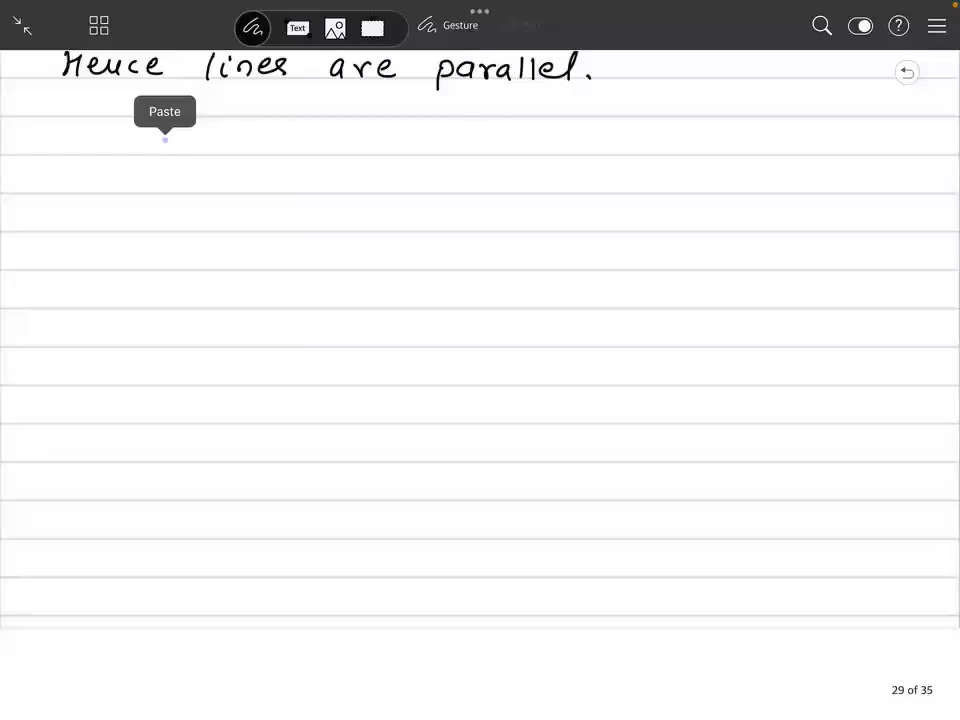 Text
Gesture
Hence lines are parallel.
Paste
29 of 35